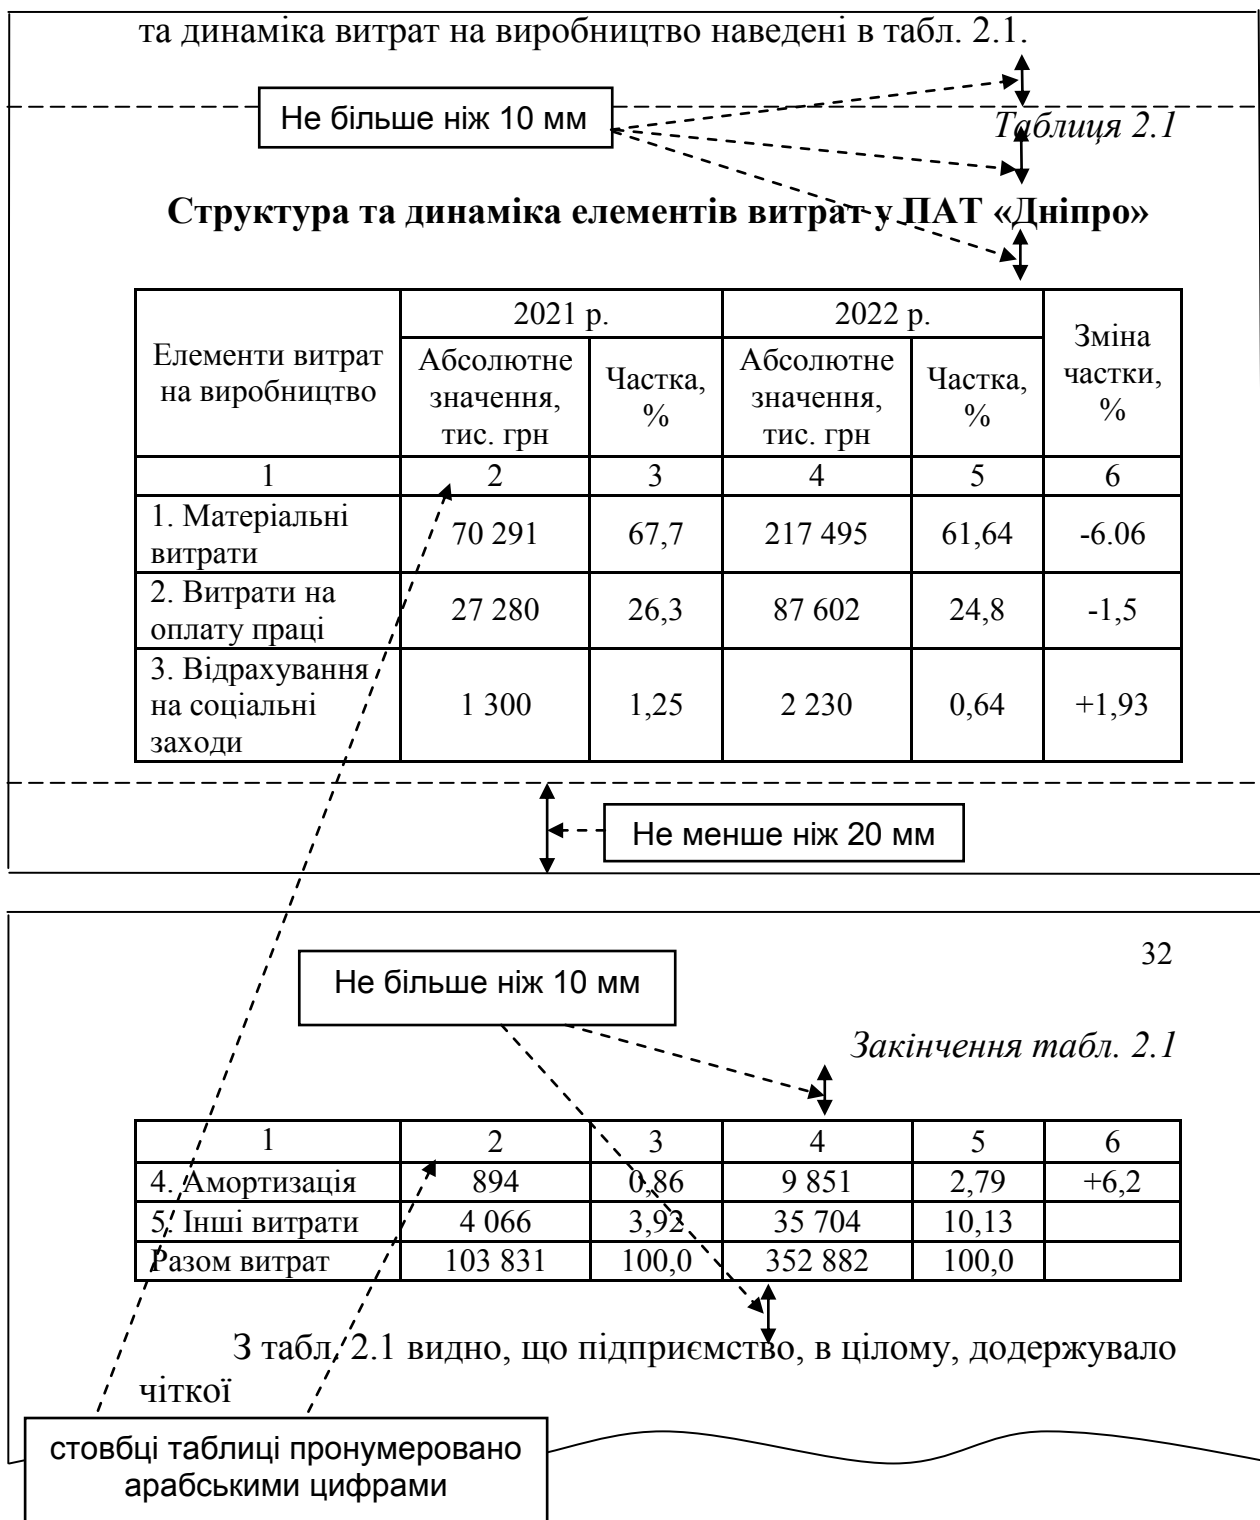 та динаміка витрат на виробництво наведені в табл. 2.1.
Не більше ніж 10 мм
Таблиця 2.1
Структура та динаміка елементів витрат у ПАТ «Дніпро»
Елементи витрат
на виробництво
2021 р.
2022 р.
Зміна
частки,
%
Абсолютне
значення,
тис. грн
Частка,
%
Абсолютне
значення,
тис. грн
Частка,
%
1 2 3 4 5 6
1. Матеріальні
витрати
70 291 67,7 217 495 61,64 -6.06
2. Витрати на
оплату праці
27 280 26,3 87 602 24,8 -1,5
3. Відрахування
на соціальні
заходи
1 300 1,25 2 230 0,64 +1,93
Не менше ніж 20 мм
32
Не більше ніж 10 мм
Закінчення табл. 2.1
1 2 3 4 5 6
4. Амортизація 894 0,86 9 851 2,79 +6,2
5. Інші витрати 4 066 3,92 35 704 10,13
Разом витрат 103 831 100,0 352 882 100,0
З табл. 2.1 видно, що підприємство, в цілому, додержувало
чіткої
стовбці таблиці пронумеровано
арабськими цифрами